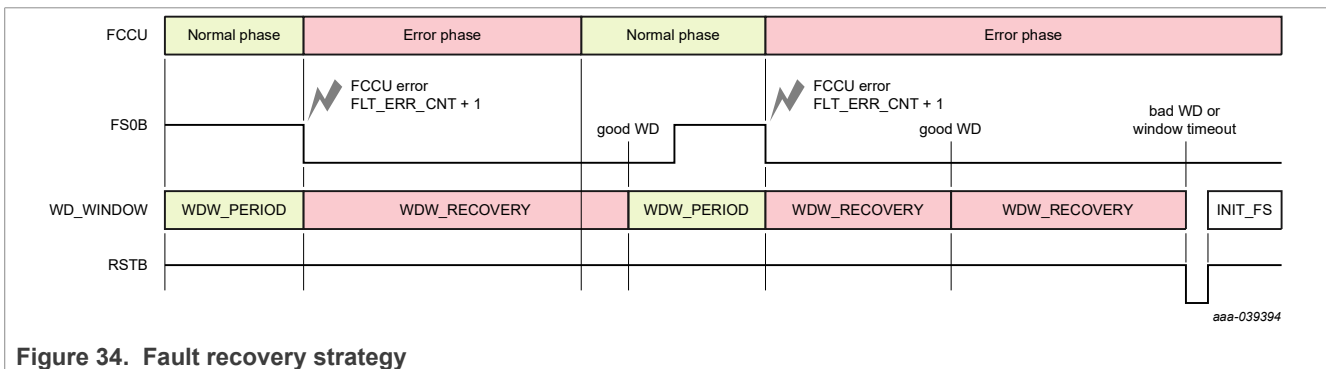 FCCU Normal phase Error phase Normal phase Error phase
FCCU error
FLT_ERR_CNT + 1
FCCU error
FLT_ERR_CNT + 1
bad WD or
window timeout
FS0B good WD good WD
WD_WINDOW WDW_PERIOD WDW_RECOVERY WDW_PERIOD WDW_RECOVERY WDW_RECOVERY INIT_FS
RSTB
aaa-039394
Figure 34. Fault recovery strategy